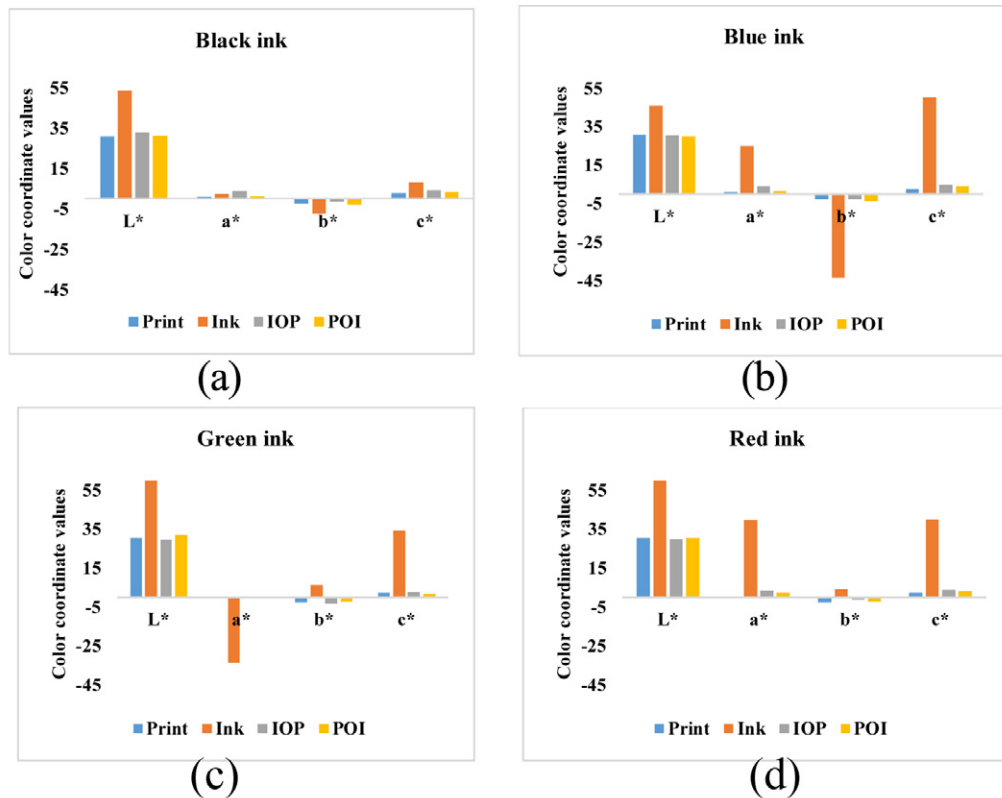 Black ink
Color coordinate values
55
35
15
-5
-25
-45
L* a* b* c*
Print Ink IOP POI
(a)
Blue ink
Color coordinate values
55
35
15
-5
-25
-45
L* a* b* c*
Print Ink IOP POI
(b)
Green ink
Color coordinate values
55
35
15
-5
-25
-45
L* a* b* c*
Print Ink IOP POI
(c)
Red ink
Color coordinate values
55
35
15
-5
-25
-45
L* a* b* c*
Print Ink IOP POI
(d)